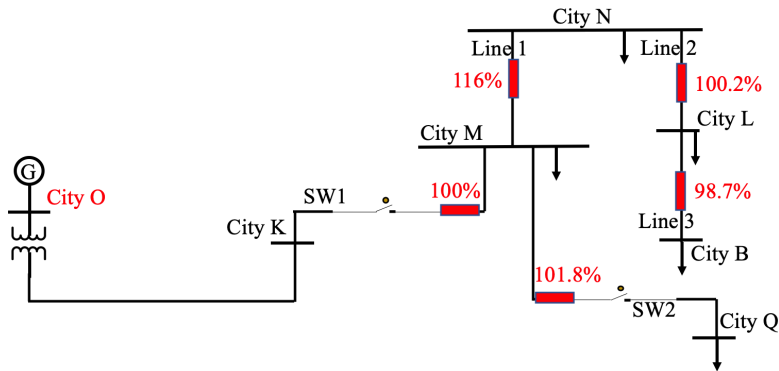 City N
Line 1
Line 2
116%
100.2%
City L
City M
G
City O
SW1
100%
98.7%
City K
Line 3
City B
101.8%
SW2
City Q